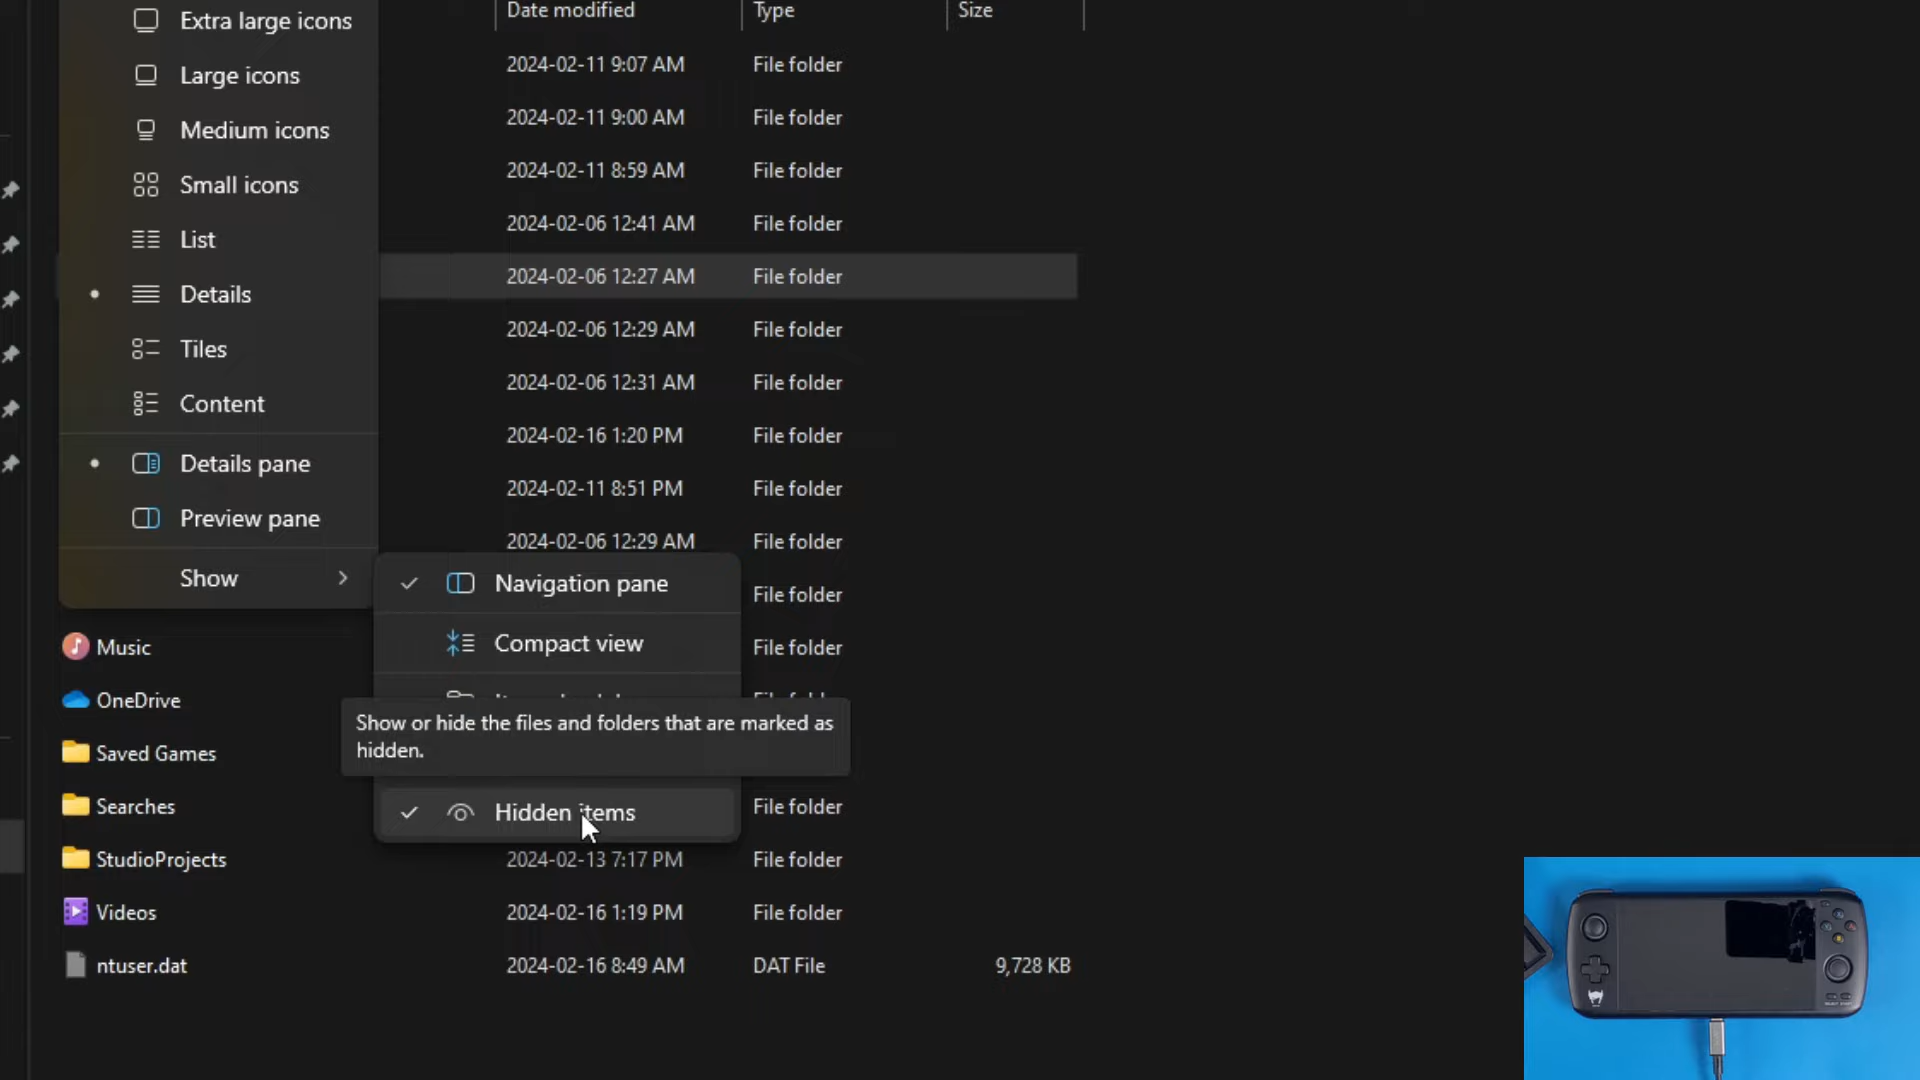 Date modified Type Size
Extra large icons
2024-02-11 9:07 AM File folder
Large icons
2024-02-11 9:00 AM File folder
Medium icons
2024-02-11 8:59 AM File folder
Small icons
2024-02-06 12:41 AM File folder
List
2024-02-06 12:27 AM File folder
Details
2024-02-06 12:29 AM File folder
Tiles
2024-02-06 12:31 AM File folder
Content
2024-02-16 1:20 PM File folder
Details pane
2024-02-11 8:51 PM File folder
Preview pane
2024-02-06 12:29 AM File folder
Show
Navigation pane
File folder
Music
Compact view
File folder
OneDrive
Show or hide the files and folders that are marked as
hidden.
Saved Games
Searches
Hidden items
File folder
StudioProjects 2024-02-13 7:17 PM File folder
Videos 2024-02-16 1:19 PM File folder
ntuser.dat 2024-02-16 8:49 AM DAT File 9,728 KB